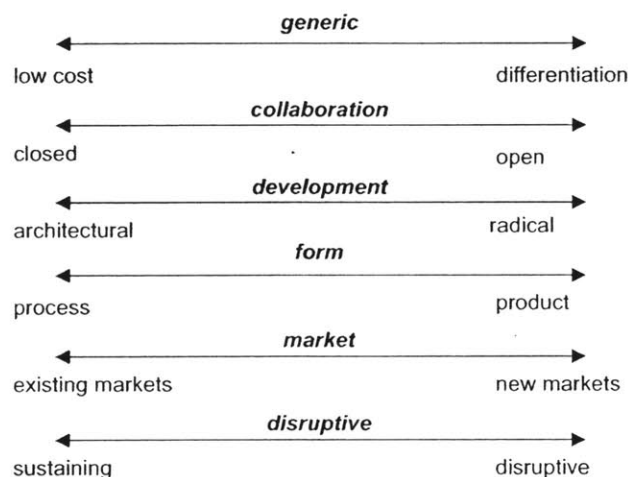 generic
low cost differentiation
collaboration
closed open
development
architectural radical
form
process product
market
existing markets new markets
disruptive
sustaining disruptive